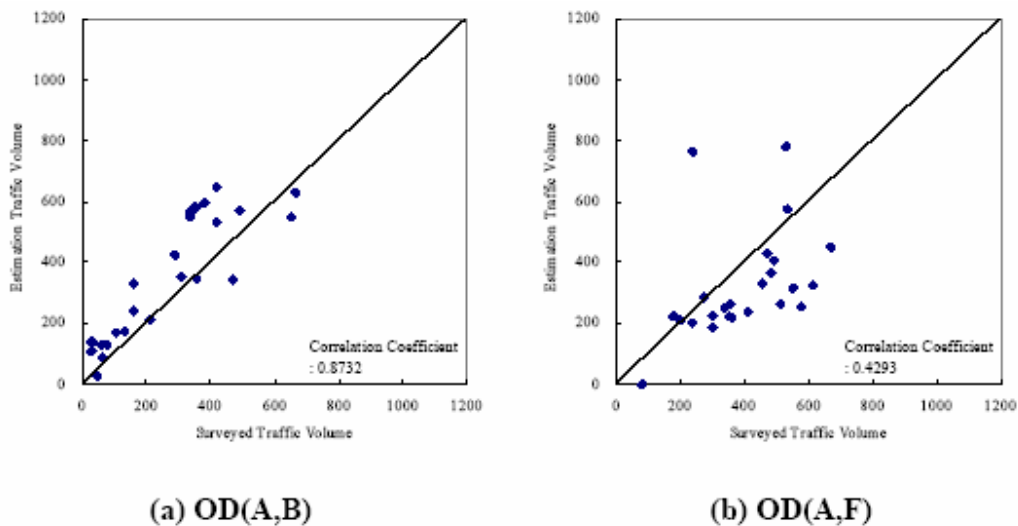 1200
1000
800
600
400
200
0
Estimation Traffic Volume
Correlation Coefficient
: 0.8732
0 200 400 600 800 1000 1200
Surveyed Traffic Volume
(a) OD(A,B)
1200
1000
800
600
400
200
0
Estimation Traffic Volume
Correlation Coefficient
: 0.4293
0 200 400 600 800 1000 1200
Surveyed Traffic Volume
(b) OD(A,F)